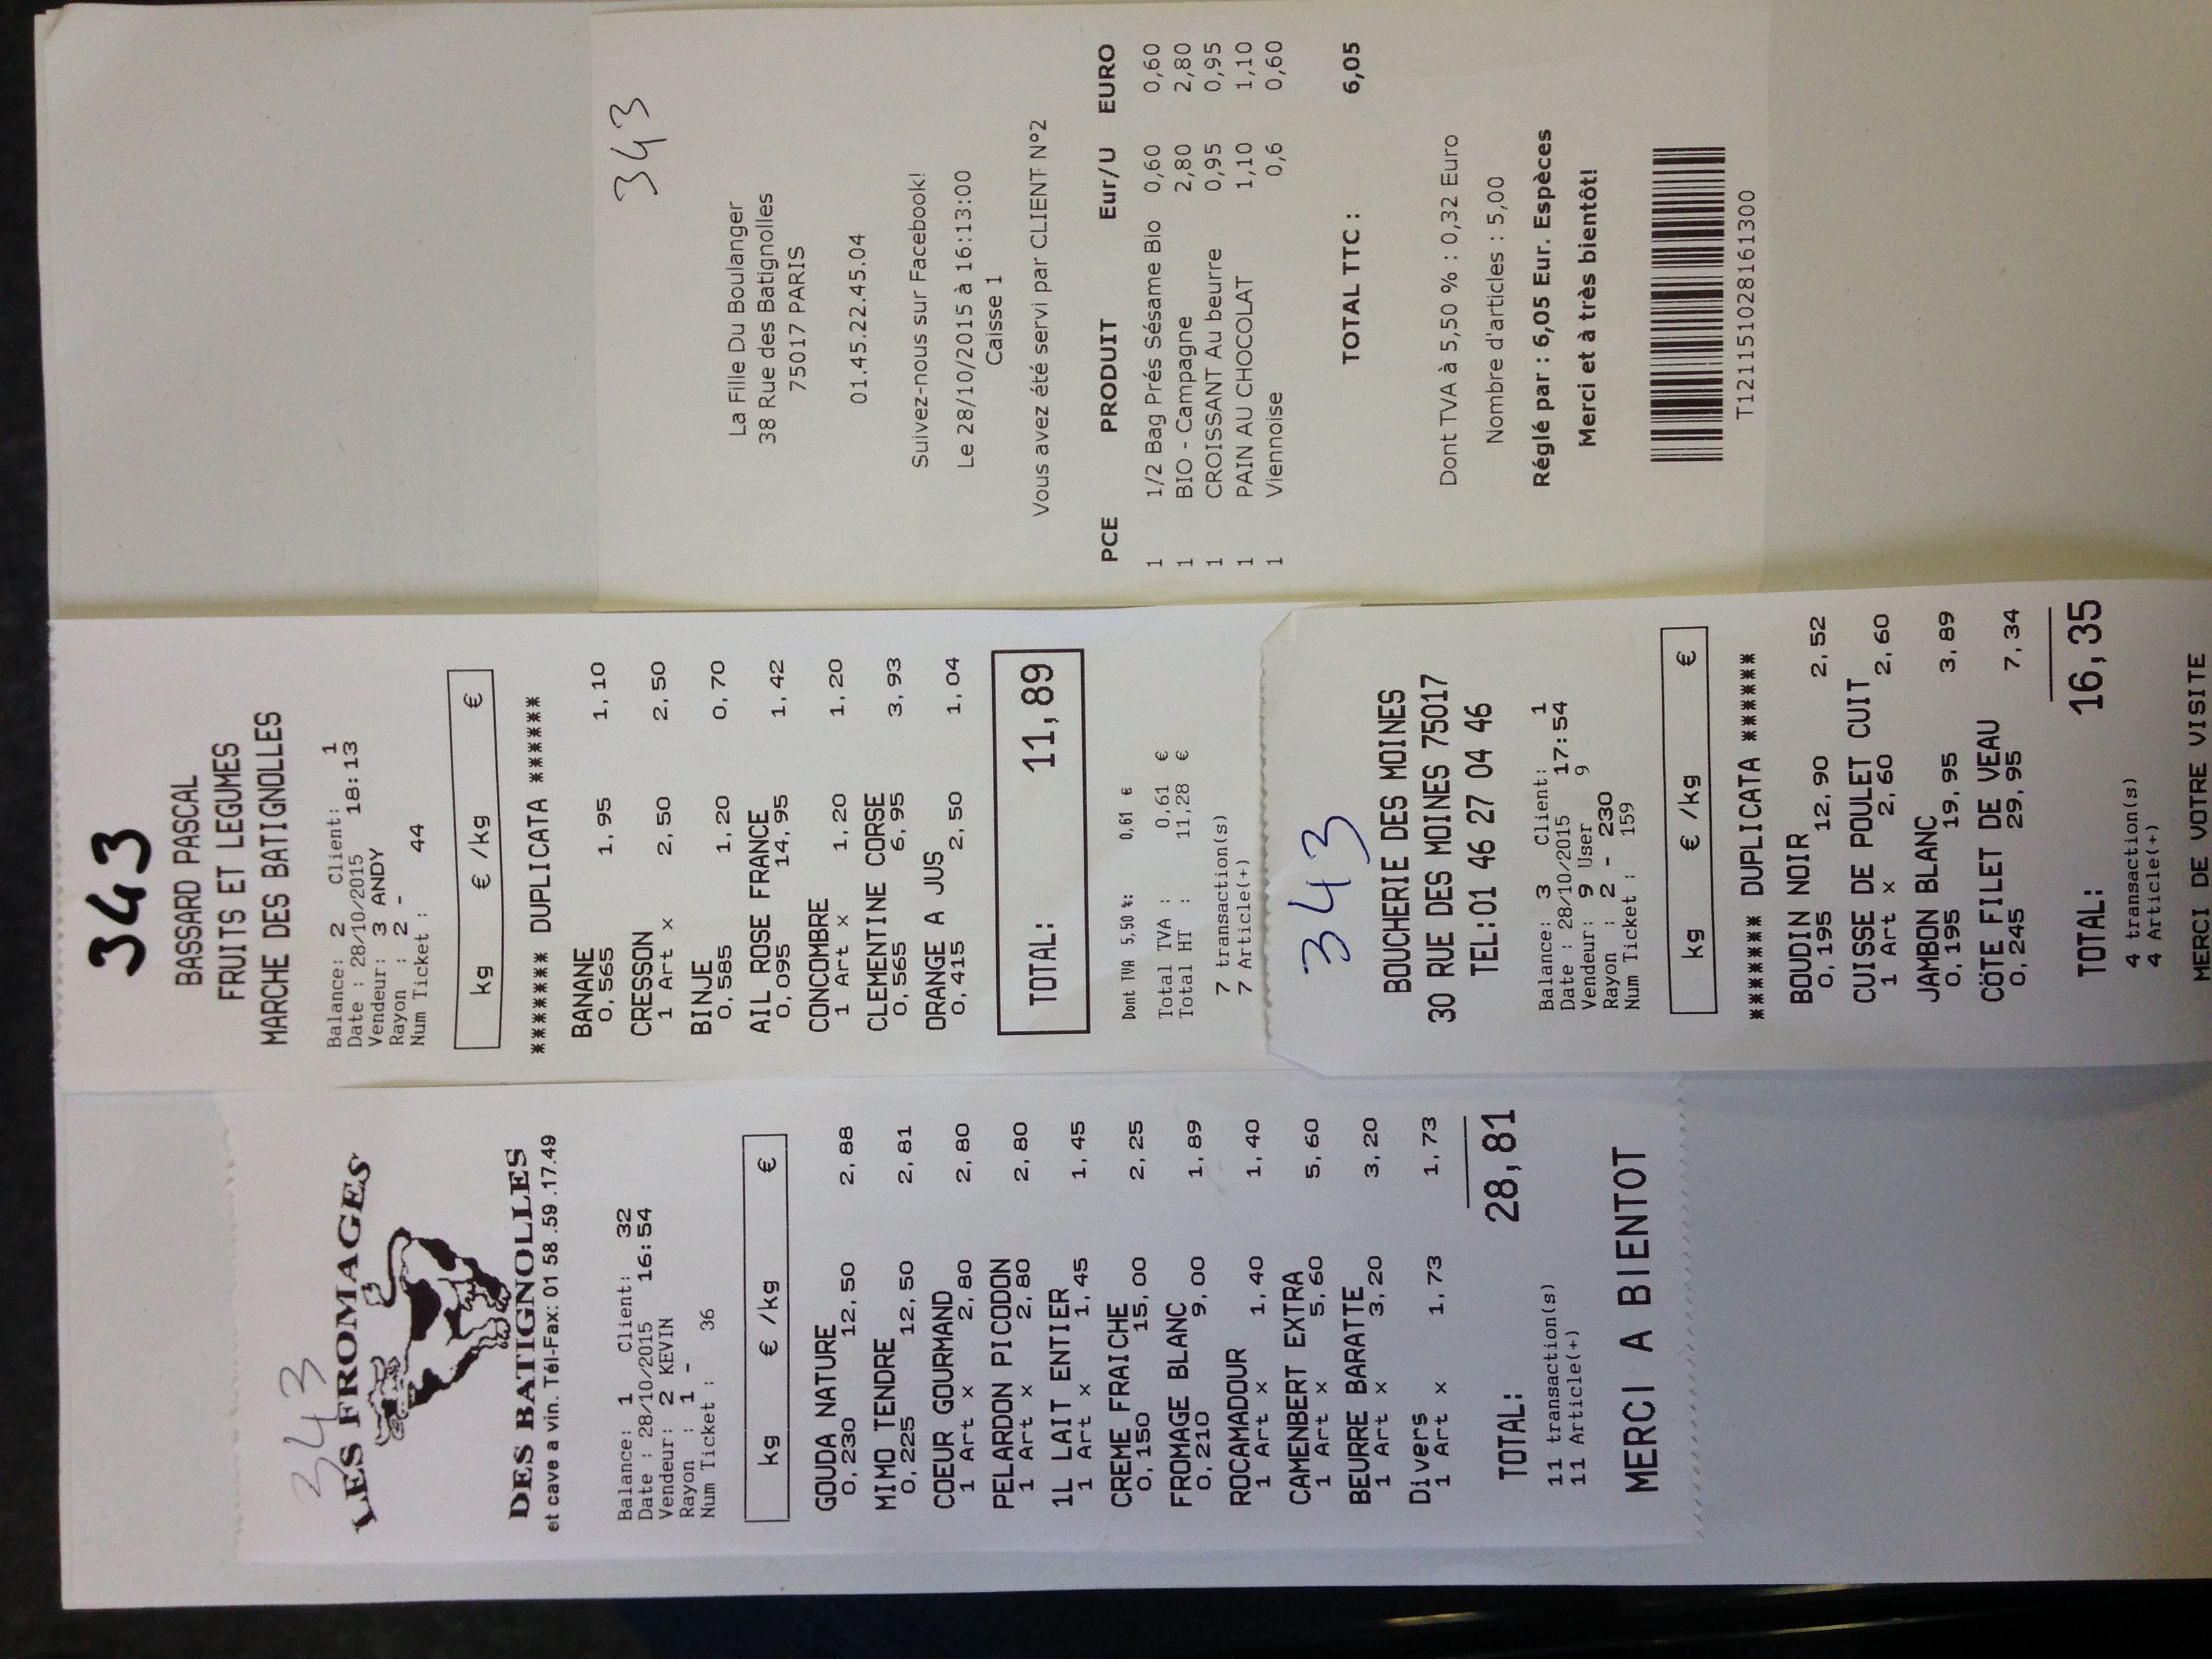 343
LES FROMAGES
DES BATIGNOLLES
et cave a vin. Tél-Fax: 01 58 .59 .17.49
Balance: 1 Client: 32
Date : 28/10/2015 16:54
Vendeur: 2 KEVIN
Rayon : 1 -
Num Ticket : 36
kg € /kg €
GOUDA NATURE
0,230 12,50 2,88
MIMO TENDRE
0,225 12,50 2,81
COEUR GOURMAND
1 Art x 2,80 2,80
PELARDON PICODON
1 Art x 2,80 2,80
1L LAIT ENTIER
1 Art x 1,45 1,45
CREME FRAICHE
0,150 15,00 2,25
FROMAGE BLANC
0,210 9,00 1,89
ROCAMADOUR
1 Art x 1,40 1,40
CAMENBERT EXTRA
1 Art x 5,60 5,60
BEURRE BARATTE
1 Art x 3,20 3,20
Divers
1 Art x 1,73 1,73
TOTAL: 28,81
11 transaction(s)
11 Article(+)
MERCI A BIENTOT
343
BASSARD PASCAL
FRUITS ET LEGUMES
MARCHE DES BATIGNOLLES
Balance: 2 Client: 1
Date : 28/10/2015 18:13
Vendeur: 3 ANDY
Rayon : 2 -
Num Ticket : 44
kg € /kg €
******* DUPLICATA ******
BANANE
0,565 1,95 1,10
CRESSON
1 Art x 2,50 2,50
BINJE
0,585 1,20 0,70
AIL ROSE FRANCE
0,095 14,95 1,42
CONCOMBRE
1 Art x 1,20 1,20
CLEMENTINE CORSE
0,565 6,95 3,93
ORANGE A JUS
0,415 2,50 1,04
TOTAL: 11,89
Dont TVA 5,50 %: 0,61 €
Total TVA : 0,61 €
Total HT : 11,28 €
7 transaction(s)
7 Article(+)
343
BOUCHERIE DES MOINES
30 RUE DES MOINES 75017
TEL:01 46 27 04 46
Balance: 3 Client: 1
Date : 28/10/2015 17:54
Vendeur: 9 User 9
Rayon : 2 - 230
Num Ticket : 159
kg € /kg €
******* DUPLICATA ******
BOUDIN NOIR
0,195 12,90 2,52
CUISSE DE POULET CUIT
1 Art x 2,60 2,60
JAMBON BLANC
0,195 19,95 3,89
CÖTE FILET DE VEAU
0,245 29,95 7,34
TOTAL: 16,35
4 transaction(s)
4 Article(+)
MERCI DE VOTRE VISITE
343
La Fille Du Boulanger
38 Rue des Batignolles
75017 PARIS
01.45.22.45.04
Suivez-nous sur Facebook!
Le 28/10/2015 à 16:13:00
Caisse 1
Vous avez été servi par CLIENT N°2
PCE PRODUIT Eur/U EURO
1 1/2 Bag Prés Sésame Bio 0,60 0,60
1 BIO - Campagne 2,80 2,80
1 CROISSANT Au beurre 0,95 0,95
1 PAIN AU CHOCOLAT 1,10 1,10
1 Viennoise 0,6 0,60
TOTAL TTC : 6,05
Dont TVA à 5,50 % : 0,32 Euro
Nombre d'articles : 5,00
Réglé par : 6,05 Eur. Espèces
Merci et à très bientôt!
T121151028161300